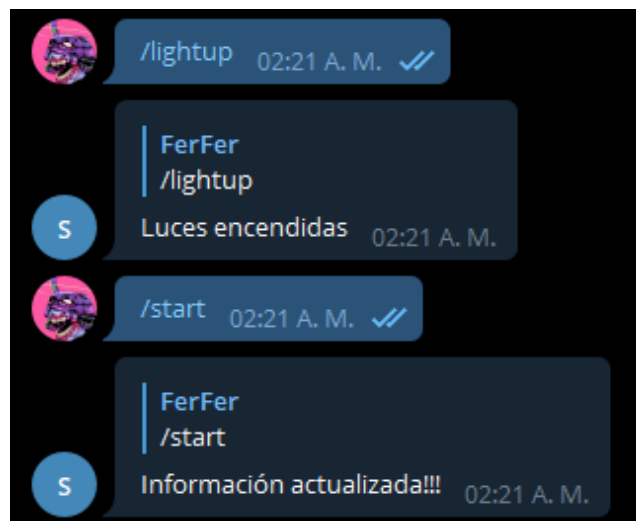 /lightup 02:21 A. M.
FerFer
/lightup
Luces encendidas 02:21 A. M.
S
/start 02:21 A. M.
FerFer
/start
Información actualizada!!! 02:21 A. M.
S